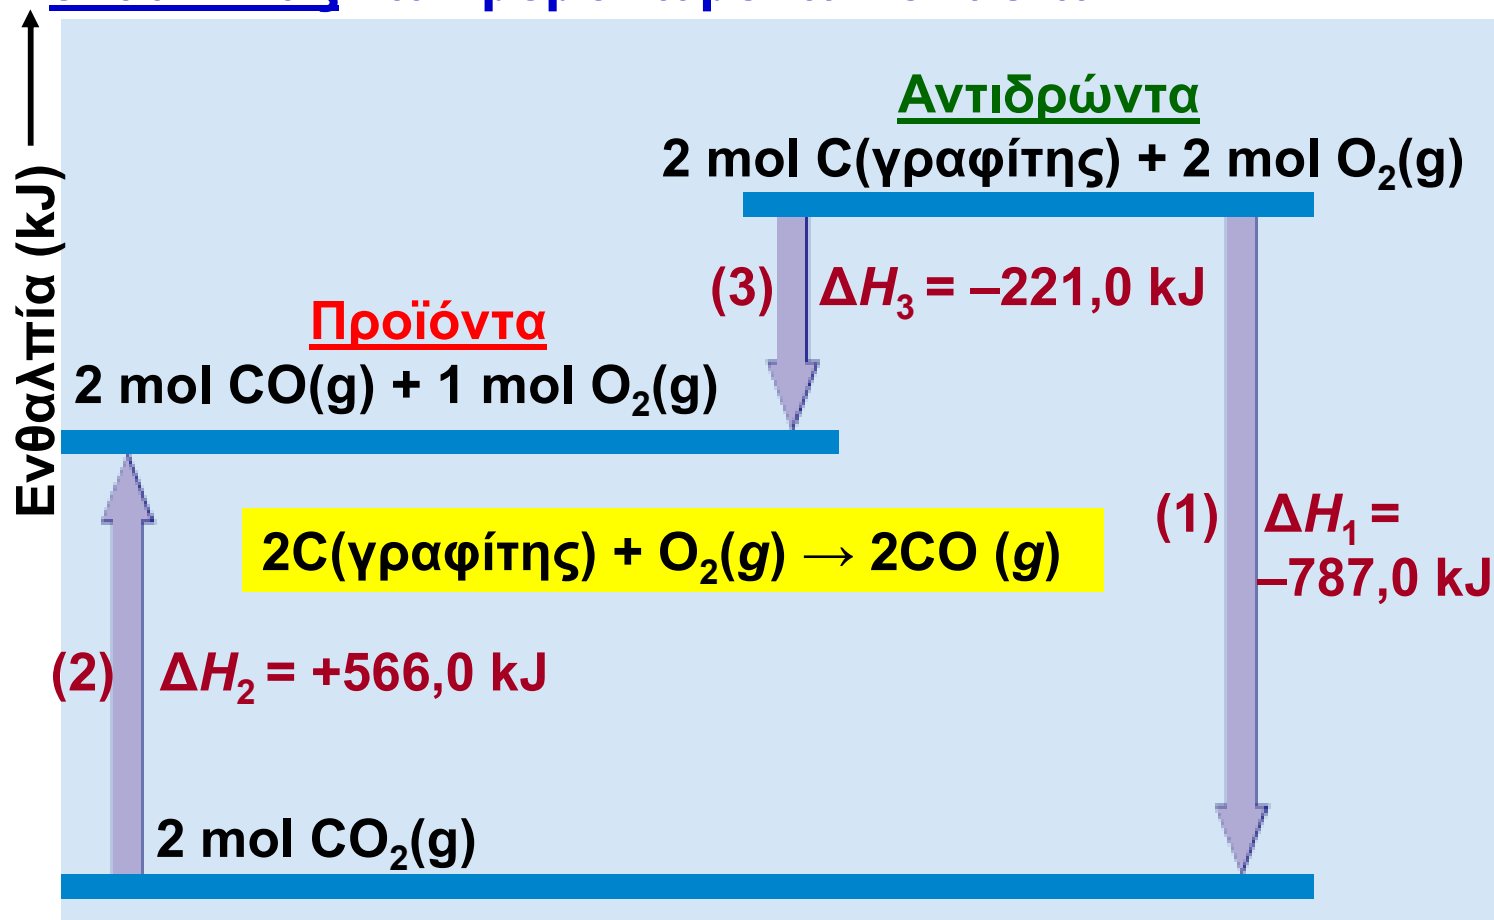 Ενθαλπία (kJ)
Αντιδρώντα
2 mol C(γραφίτης) + 2 mol O₂(g)
(3) ΔH₃ = –221,0 kJ
Προϊόντα
2 mol CO(g) + 1 mol O₂(g)
(1) ΔH₁ =
–787,0 kJ
2C(γραφίτης) + O₂(g) → 2CO (g)
(2) ΔH₂ = +566,0 kJ
2 mol CO₂(g)